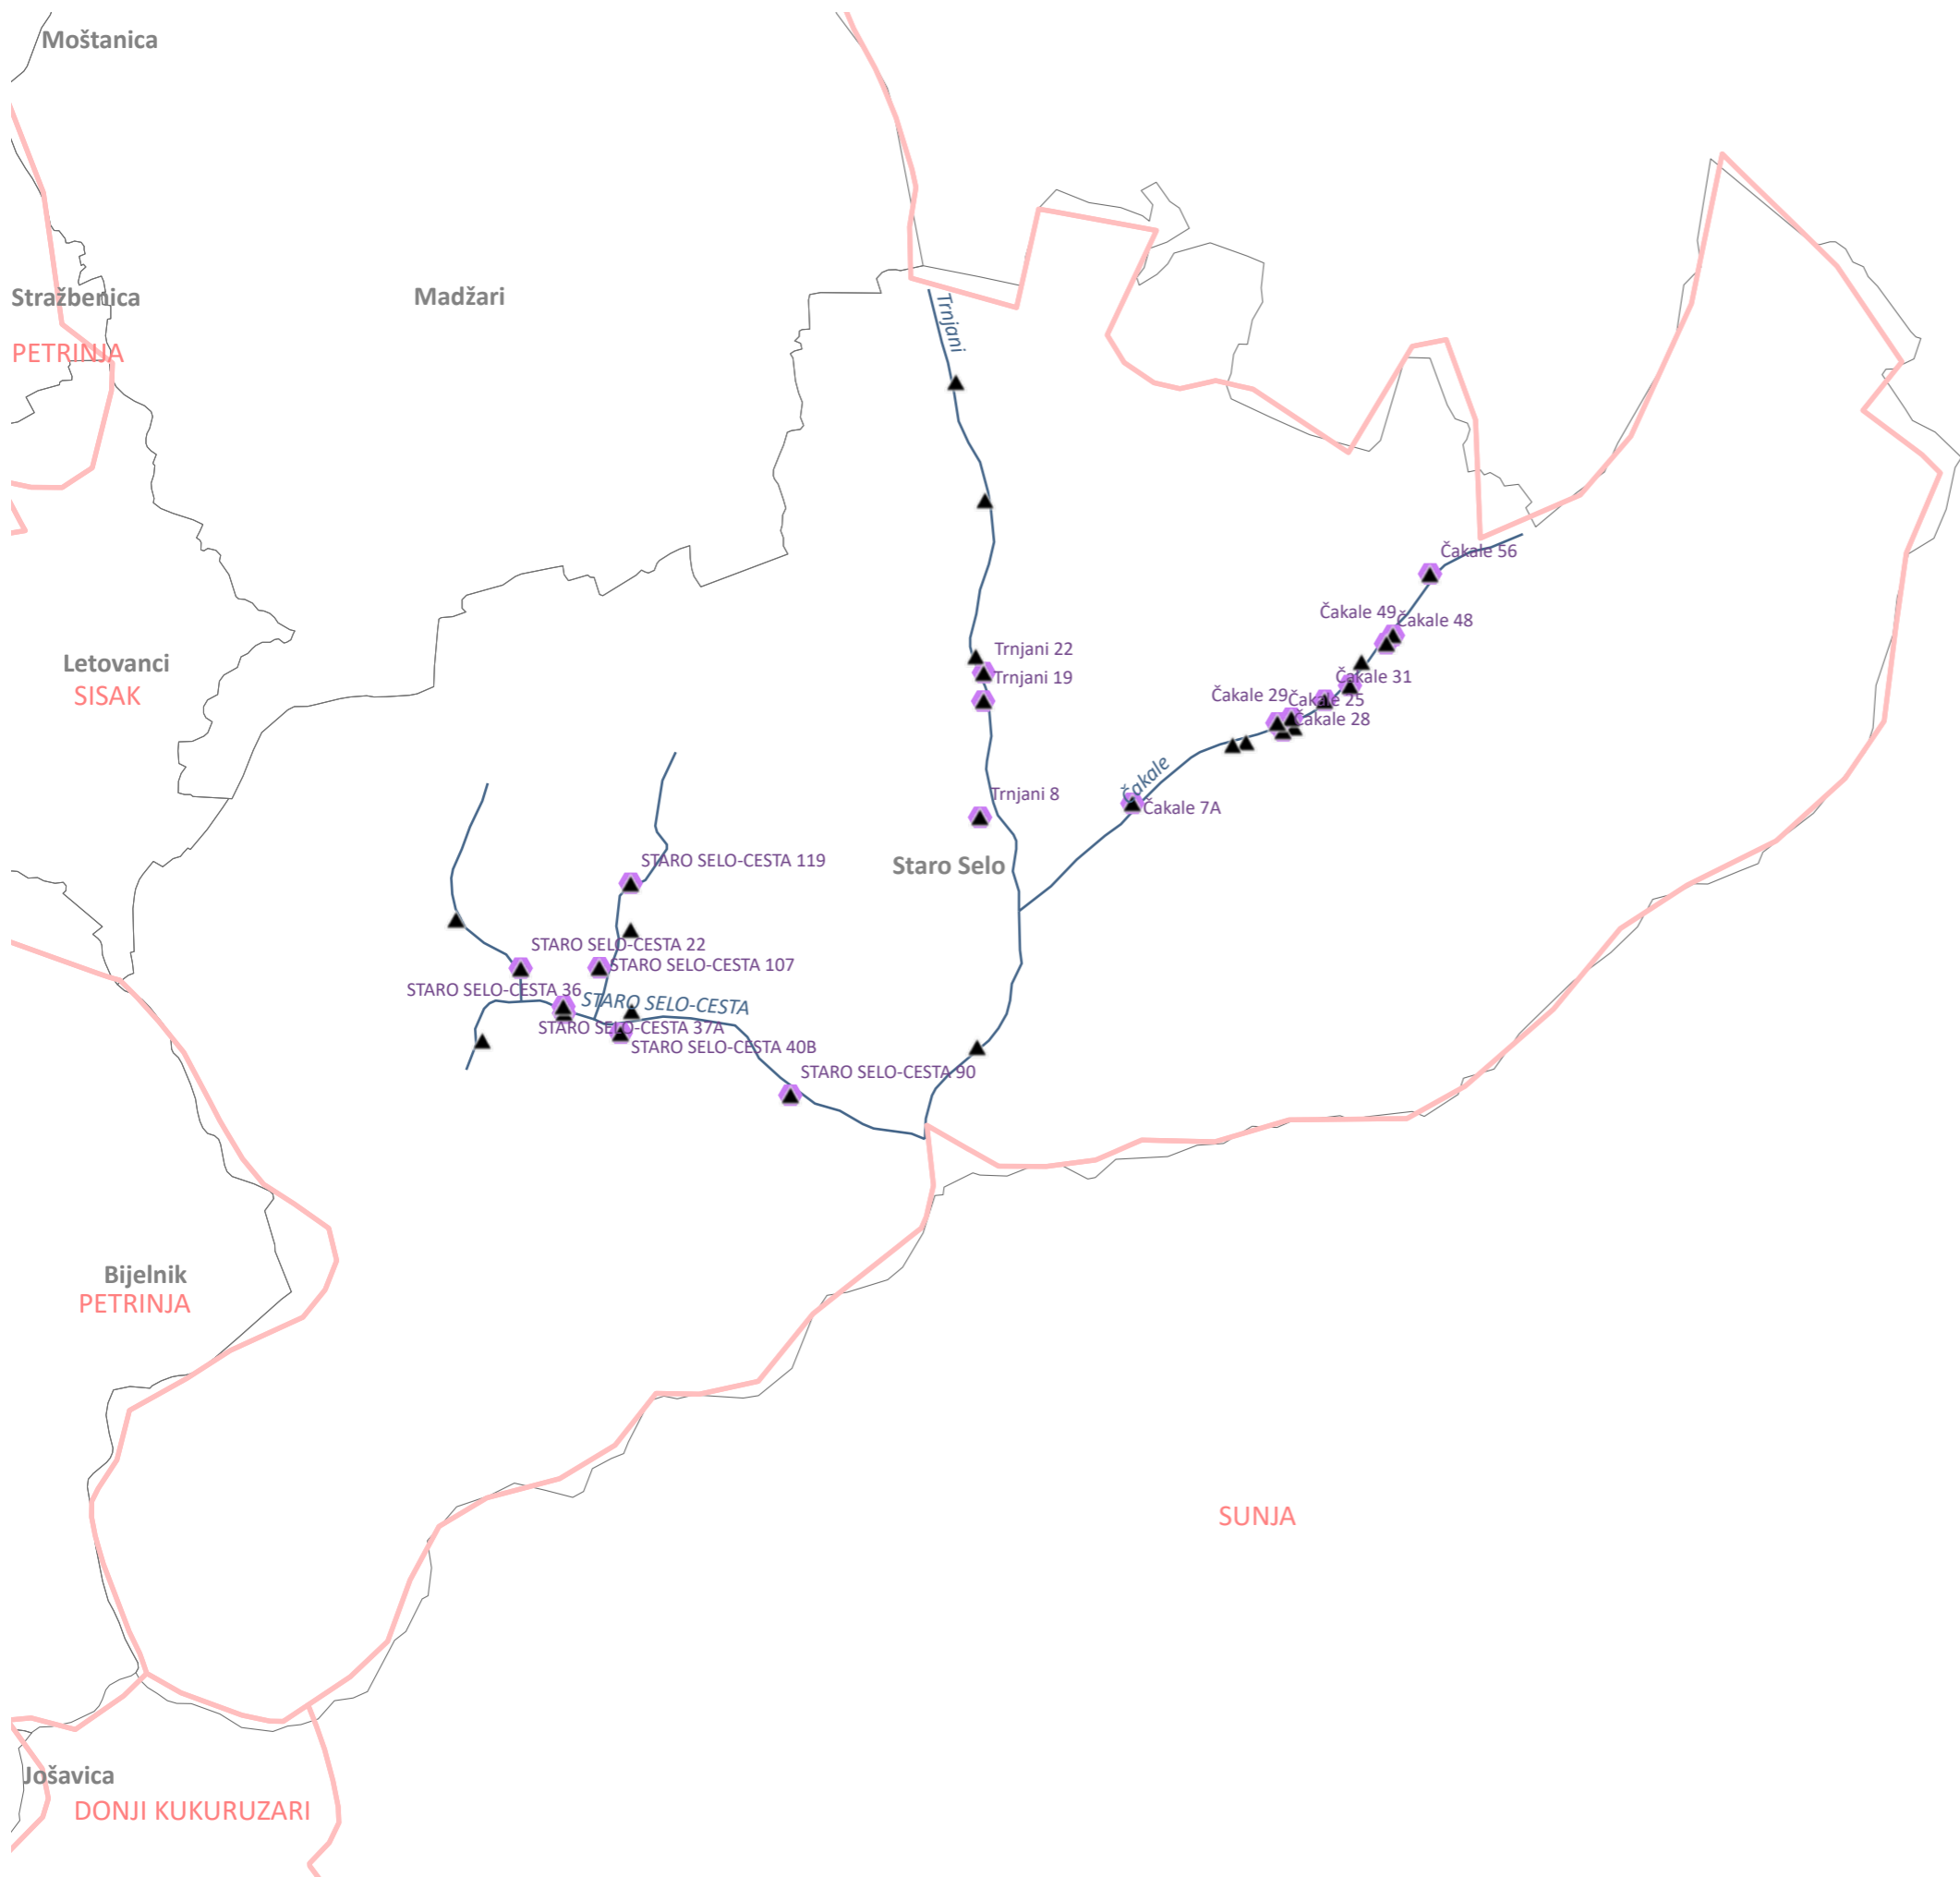 Moštanica
Stražbenica
Madžari
Trnjani
PETRINJA
Čakale 56
Čakale 49
Čakale 48
Trnjani 22
Letovanci
Trnjani 19
Čakale 31
SISAK
Čakale 29
Čakale 25
Čakale 28
Čakale
Trnjani 8
Čakale 7A
STARO SELO-CESTA 119
Staro Selo
STARO SELO-CESTA 22
STARO SELO-CESTA 107
STARO SELO-CESTA 36
STARO SELO-CESTA
STARO SELO-CESTA 37A
STARO SELO-CESTA 40B
STARO SELO-CESTA 90
Bijelnik
PETRINJA
SUNJA
Jošavica
DONJI KUKURUZARI